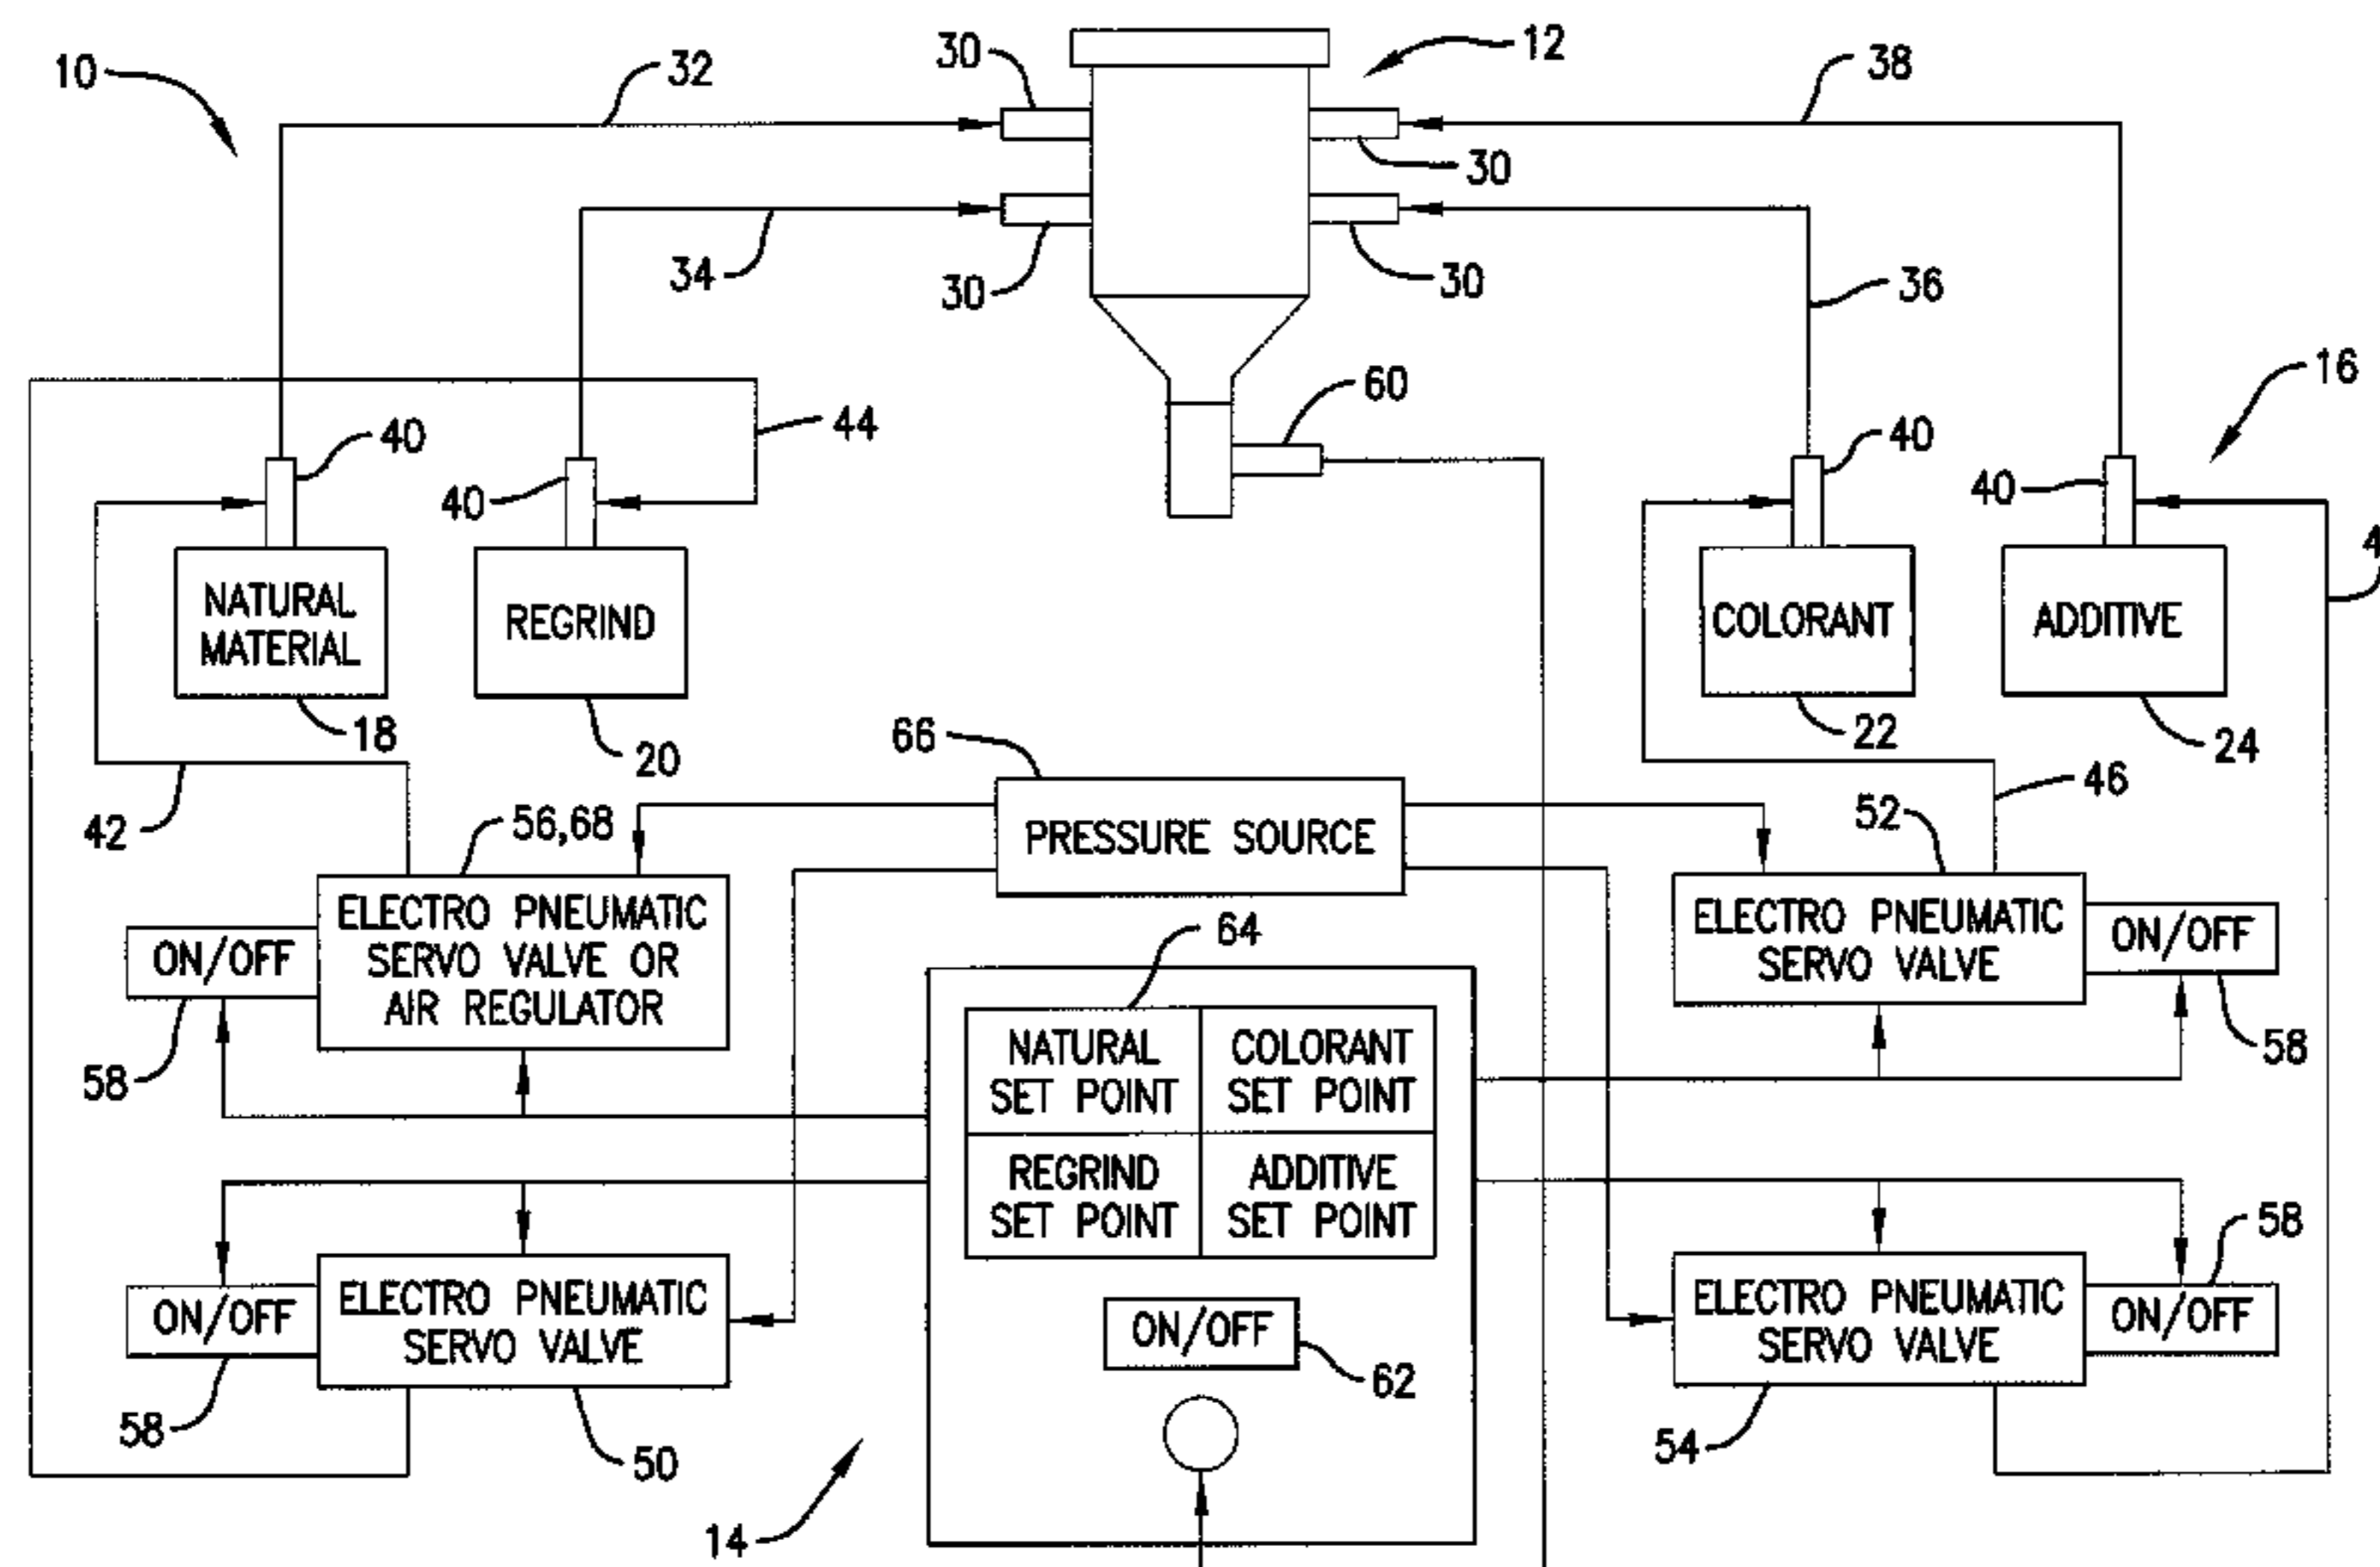 10
32
30
12
38
30
34
30
30
36
60
16
40
44
40
40
40
4
NATURAL
MATERIAL
REGRIND
COLORANT
ADDITIVE
18
20
22
24
66
42
56,68
PRESSURE SOURCE
52
46
ELECTRO PNEUMATIC
SERVO VALVE OR
AIR REGULATOR
ON/OFF
58
64
ELECTRO PNEUMATIC
SERVO VALVE
ON/OFF
58
NATURAL
SET POINT
COLORANT
SET POINT
REGRIND
SET POINT
ADDITIVE
SET POINT
ON/OFF
58
ELECTRO PNEUMATIC
SERVO VALVE
50
ON/OFF
62
14
ELECTRO PNEUMATIC
SERVO VALVE
ON/OFF
58
54